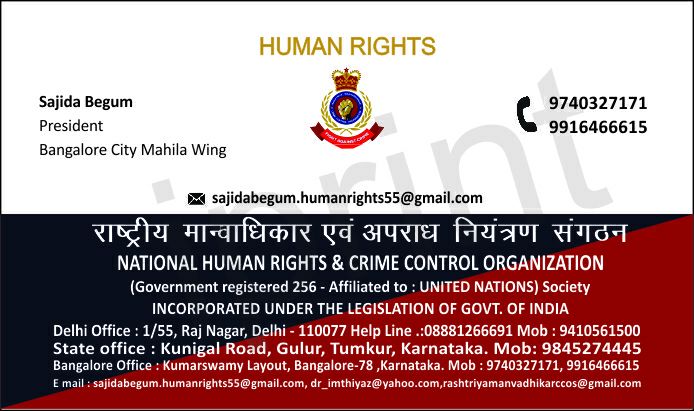 HUMAN RIGHTS
Sajida Begum
President
Bangalore City Mahila Wing
9740327171
9916466615
FIGHT AGAINST CRIME
sajidabegum.humanrights55@gmail.com
राष्ट्रीय मान्वाधिकार एवं अपराध नियंत्रण संगठन
NATIONAL HUMAN RIGHTS & CRIME CONTROL ORGANIZATION
(Government registered 256 - Affiliated to : UNITED NATIONS) Society
INCORPORATED UNDER THE LEGISLATION OF GOVT. OF INDIA
Delhi Office : 1/55, Raj Nagar, Delhi - 110077 Help Line .:08881266691 Mob : 9410561500
State office : Kunigal Road, Gulur, Tumkur, Karnataka. Mob: 9845274445
Bangalore Office : Kumarswamy Layout, Bangalore-78 ,Karnataka. Mob : 9740327171, 9916466615
E mail : sajidabegum.humanrights55@gmail.com, dr_imthiyaz@yahoo.com,rashtriyamanvadhikarccos@gmail.com